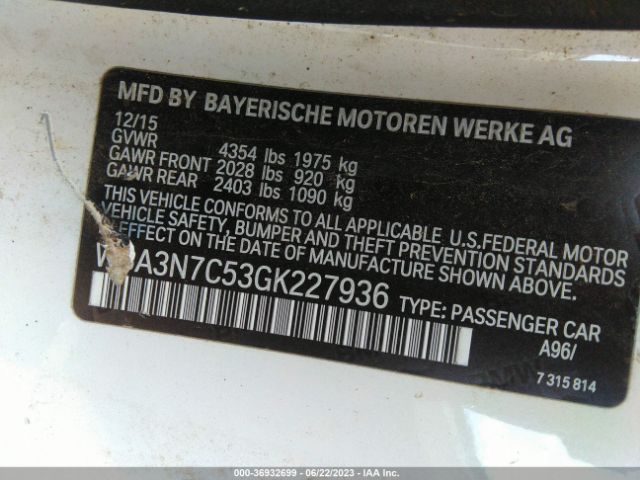 MFD BY BAYERISCHE MOTOREN WERKE AG
12/15
GVWR 4354 lbs 1975 kg
GAWR FRONT 2028 lbs 920 kg
GAWR REAR 2403 lbs 1090 kg
THIS VEHICLE CONFORMS TO ALL APPLICABLE U.S.FEDERAL MOTOR
VEHICLE SAFETY, BUMPER AND THEFT PREVENTION STANDARDS
IN EFFECT ON THE DATE OF MANUFACTURE SHOWN ABOVE.
TYPE: PASSENGER CAR
A96/
7 315 814
000-36932699 - 06/22/2023 - IAA Inc.